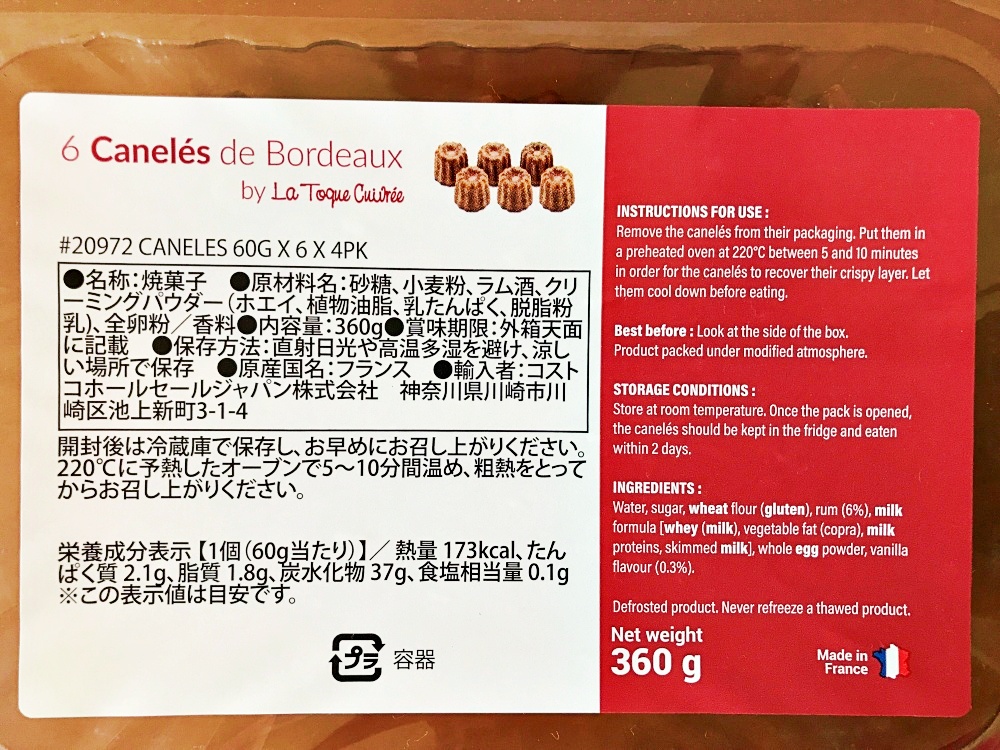 6 Canelés de Bordeaux
by La Toque Cuivrée
#20972 CANELES 60G X 6 X 4PK
●名称:焼菓子　●原材料名:砂糖、小麦粉、ラム酒、クリ
ーミングパウダー(ホエイ、植物油脂、乳たんぱく、脱脂粉
乳)、全卵粉／香料●内容量:360g●賞味期限:外箱天面
に記載　●保存方法:直射日光や高温多湿を避け、涼し
い場所で保存　●原産国名:フランス　●輸入者:コスト
コホールセールジャパン株式会社　神奈川県川崎市川
崎区池上新町3-1-4
開封後は冷蔵庫で保存し、お早めにお召し上がりください。
220℃に予熱したオーブンで5～10分間温め、粗熱をとって
からお召し上がりください。
栄養成分表示【1個(60g当たり)】／ 熱量 173kcal、たん
ぱく質 2.1g、脂質 1.8g、炭水化物 37g、食塩相当量 0.1g
※この表示値は目安です。
プラ 容器
INSTRUCTIONS FOR USE :
Remove the canelés from their packaging. Put them in
a preheated oven at 220°C between 5 and 10 minutes
in order for the canelés to recover their crispy layer. Let
them cool down before eating.
Best before : Look at the side of the box.
Product packed under modified atmosphere.
STORAGE CONDITIONS :
Store at room temperature. Once the pack is opened,
the canelés should be kept in the fridge and eaten
within 2 days.
INGREDIENTS :
Water, sugar, wheat flour (gluten), rum (6%), milk
formula [whey (milk), vegetable fat (copra), milk
proteins, skimmed milk], whole egg powder, vanilla
flavour (0.3%).
Defrosted product. Never refreeze a thawed product.
Net weight
360 g
Made in
France